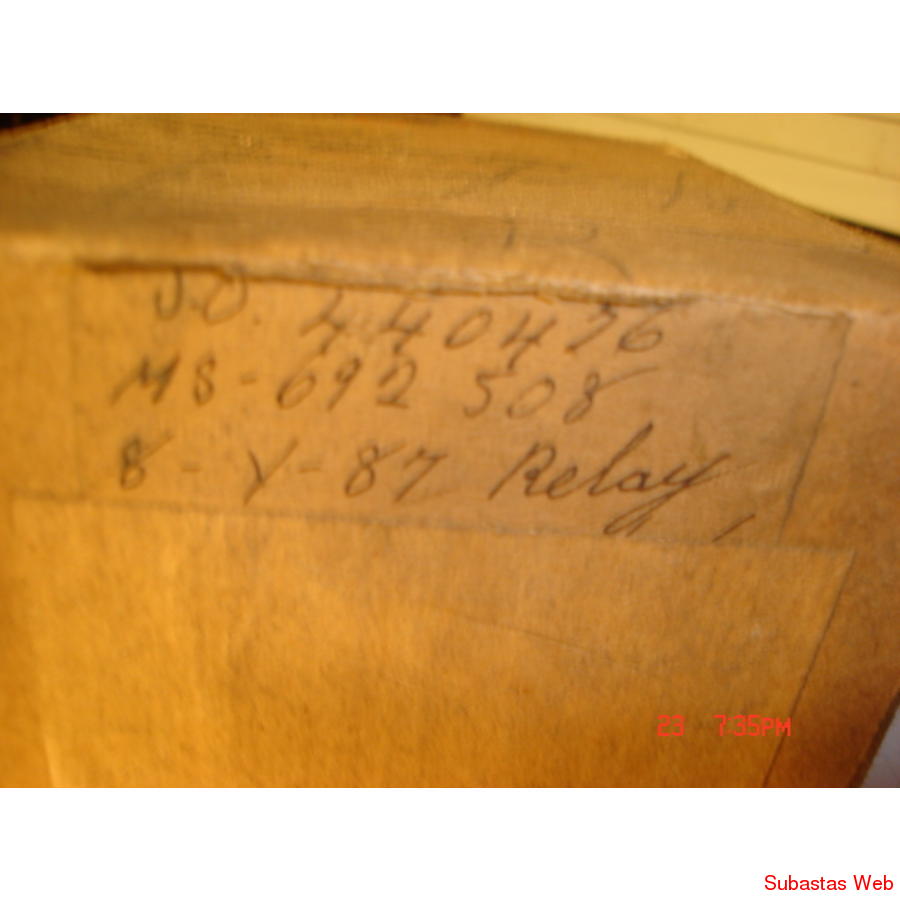 J.O. 440476
MS-692 508
8-Y-87 Relay,
23 7:35PM
Subastas Web